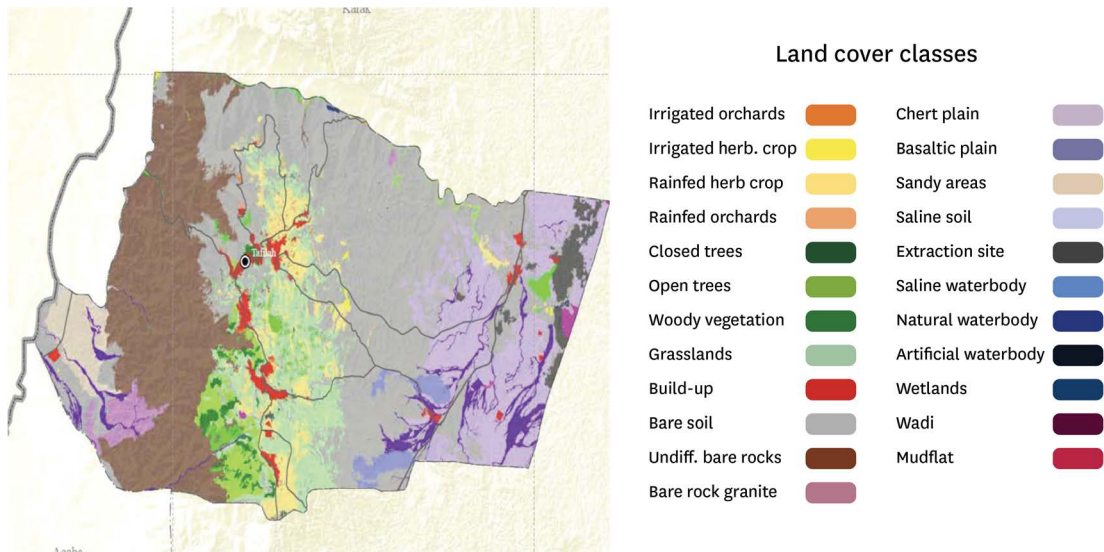 Karak
Land cover classes
Irrigated orchards
Irrigated herb. crop
Rainfed herb crop
Rainfed orchards
Closed trees
Open trees
Woody vegetation
Grasslands
Build-up
Bare soil
Undiff. bare rocks
Bare rock granite
Chert plain
Basaltic plain
Sandy areas
Saline soil
Extraction site
Saline waterbody
Natural waterbody
Artificial waterbody
Wetlands
Wadi
Mudflat
Tafilah